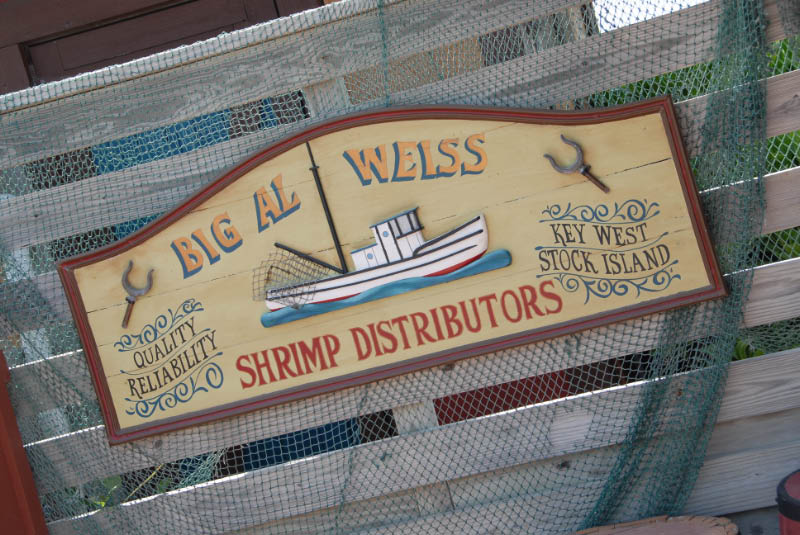 BIG AL WEISS
QUALITY
RELIABILITY
KEY WEST
STOCK ISLAND
SHRIMP DISTRIBUTORS